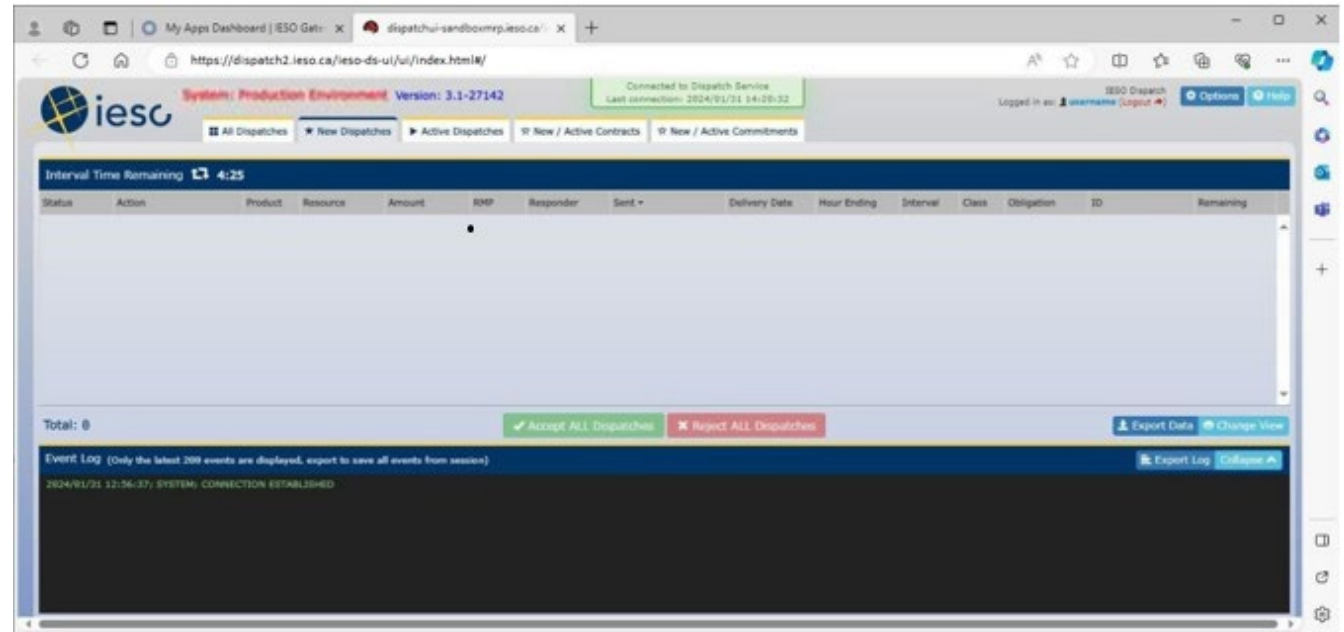 My Apps Dashboard | IESO Gate
dispatchui-sandboxmrp.ieso.ca/
https://dispatch2.ieso.ca/ieso-ds-ui/ui/index.html#/
ieso
System: Production Environment Version: 3.1-27142
Connected to Dispatch Service
Last connection: 2024/01/31 14:20:32
IESO Dispatch
Logged in as: username (Logout)
Options
Help
All Dispatches
New Dispatches
Active Dispatches
New / Active Contracts
New / Active Commitments
Interval Time Remaining 4:25
Status Action Product Resource Amount RMP Responder Sent Delivery Date Hour Ending Interval Class Obligation ID Remaining
Total: 0
Accept ALL Dispatches
Reject ALL Dispatches
Export Data
Change View
Event Log (Only the latest 200 events are displayed, export to save all events from session)
Export Log
Collapse
2024/01/31 12:56:37: SYSTEM: CONNECTION ESTABLISHED